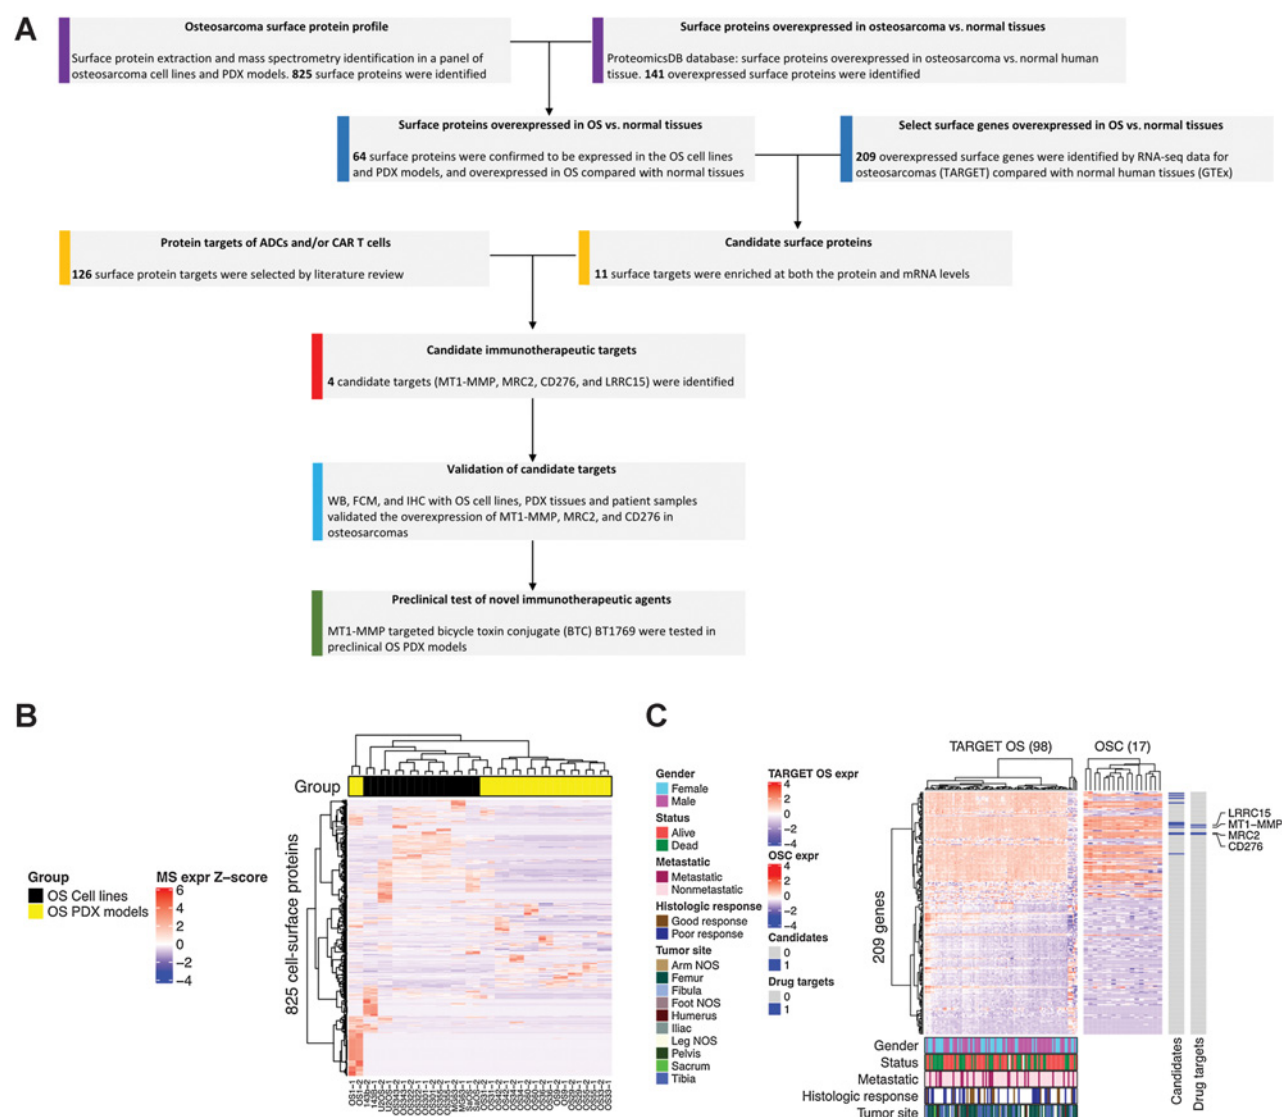 A
Osteosarcoma surface protein profile
Surface protein extraction and mass spectrometry identification in a panel of
osteosarcoma cell lines and PDX models. 825 surface proteins were identified
Surface proteins overexpressed in osteosarcoma vs. normal tissues
ProteomicsDB database: surface proteins overexpressed in osteosarcoma vs. normal human
tissue. 141 overexpressed surface proteins were identified
Surface proteins overexpressed in OS vs. normal tissues
64 surface proteins were confirmed to be expressed in the OS cell lines
and PDX models, and overexpressed in OS compared with normal tissues
Select surface genes overexpressed in OS vs. normal tissues
209 overexpressed surface genes were identified by RNA-seq data for
osteosarcomas (TARGET) compared with normal human tissues (GTEx)
Protein targets of ADCs and/or CAR T cells
126 surface protein targets were selected by literature review
Candidate surface proteins
11 surface targets were enriched at both the protein and mRNA levels
Candidate immunotherapeutic targets
4 candidate targets (MT1-MMP, MRC2, CD276, and LRRC15) were identified
Validation of candidate targets
WB, FCM, and IHC with OS cell lines, PDX tissues and patient samples
validated the overexpression of MT1-MMP, MRC2, and CD276 in
osteosarcomas
Preclinical test of novel immunotherapeutic agents
MT1-MMP targeted bicycle toxin conjugate (BTC) BT1769 were tested in
preclinical OS PDX models
B
Group
Group
OS Cell lines
OS PDX models
MS expr Z-score
6
4
2
0
−2
−4
825 cell-surface proteins
C
Gender
Female
Male
Status
Alive
Dead
Metastatic
Metastatic
Nonmetastatic
Histologic response
Good response
Poor response
Tumor site
Arm NOS
Femur
Fibula
Foot NOS
Humerus
Iliac
Leg NOS
Pelvis
Sacrum
Tibia
TARGET OS expr
4
2
0
−2
−4
OSC expr
4
2
0
−2
−4
Candidates
0
1
Drug targets
0
1
TARGET OS (98)
OSC (17)
209 genes
LRRC15
MT1−MMP
MRC2
CD276
Gender
Status
Metastatic
Histologic response
Tumor site
Candidates
Drug targets